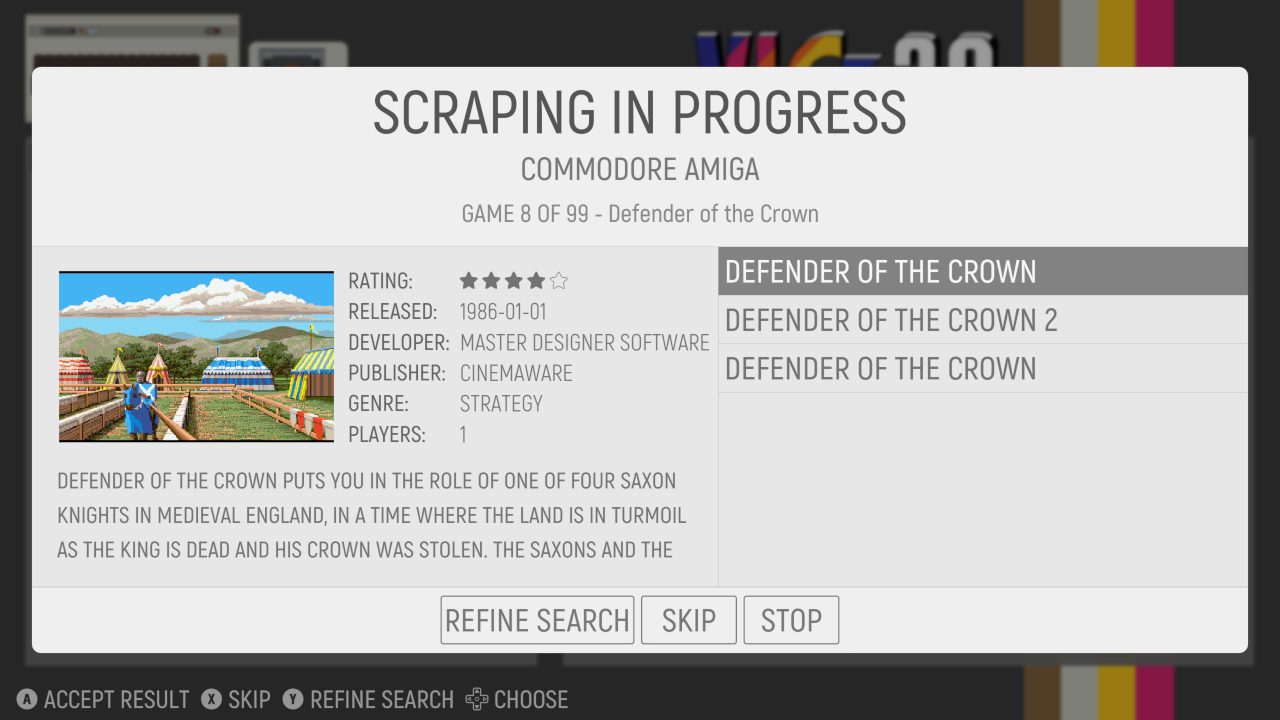 SCRAPING IN PROGRESS
COMMODORE AMIGA
GAME 8 OF 99 - Defender of the Crown
RATING:
RELEASED: 1986-01-01
DEVELOPER: MASTER DESIGNER SOFTWARE
PUBLISHER: CINEMAWARE
GENRE: STRATEGY
PLAYERS: 1
DEFENDER OF THE CROWN PUTS YOU IN THE ROLE OF ONE OF FOUR SAXON
KNIGHTS IN MEDIEVAL ENGLAND, IN A TIME WHERE THE LAND IS IN TURMOIL
AS THE KING IS DEAD AND HIS CROWN WAS STOLEN. THE SAXONS AND THE
DEFENDER OF THE CROWN
DEFENDER OF THE CROWN 2
DEFENDER OF THE CROWN
REFINE SEARCH SKIP STOP
A ACCEPT RESULT X SKIP Y REFINE SEARCH CHOOSE